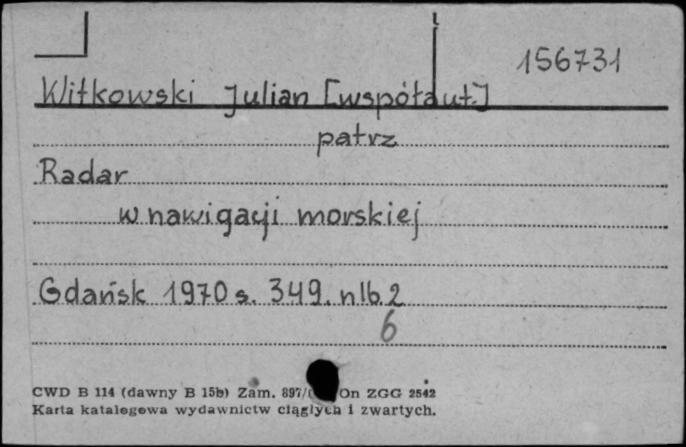 156731
Witkowski Julian [współaut.]
patrz
Radar
w nawigacji morskiej
Gdańsk 1970 s. 349. nlb. 2
6
CWD B 114 (dawny B 15b) Zam. 897/ On ZGG 2542
Karta katalogowa wydawnictw ciągłych i zwartych.